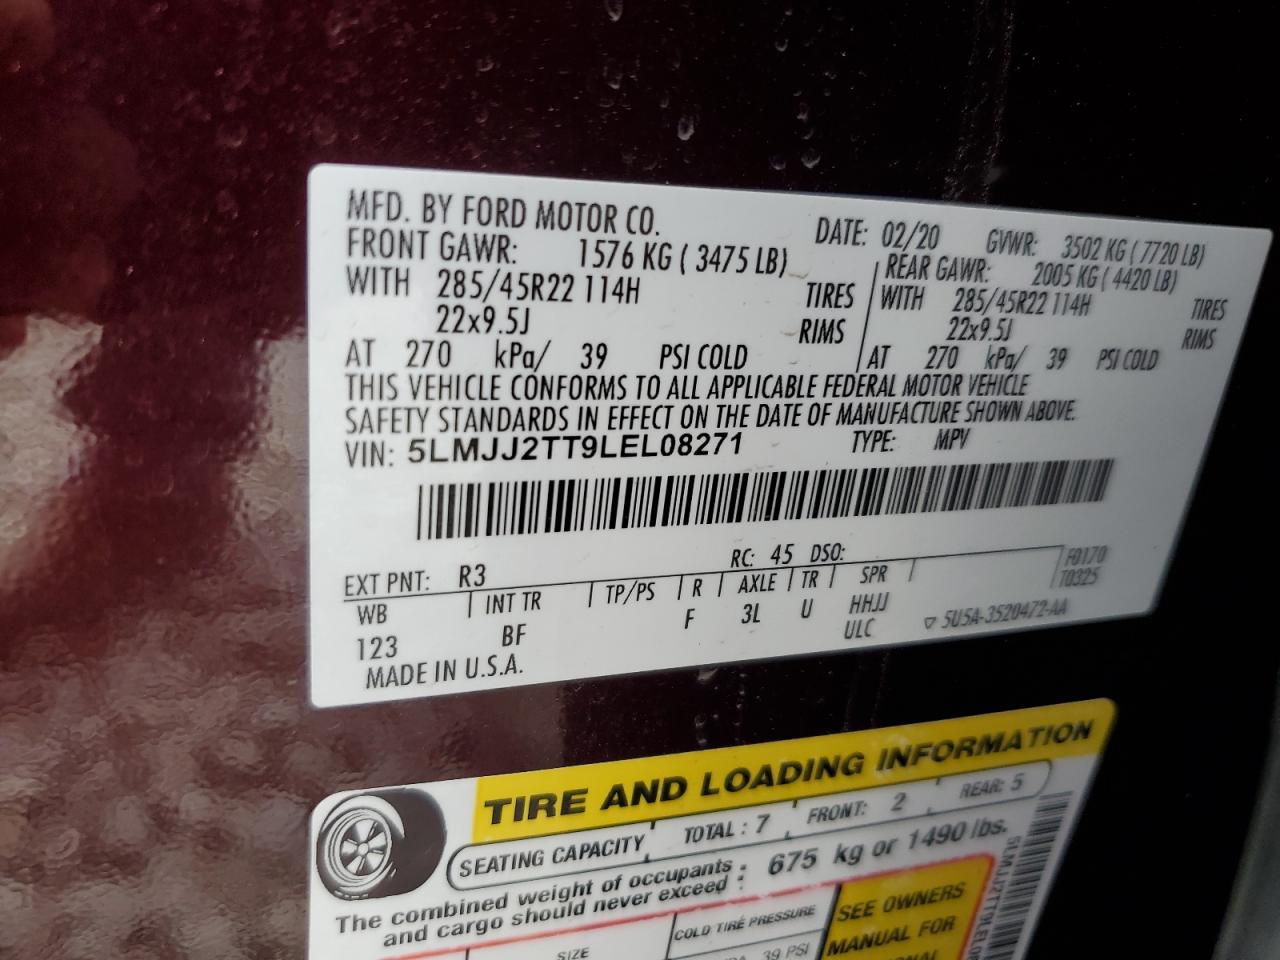 MFD. BY FORD MOTOR CO.
DATE: 02/20 GVWR: 3502 KG ( 7720 LB)
FRONT GAWR: 1576 KG ( 3475 LB)
REAR GAWR: 2005 KG ( 4420 LB)
WITH 285/45R22 114H TIRES
WITH 285/45R22 114H TIRES
22x9.5J RIMS
22x9.5J RIMS
AT 270 kPa/ 39 PSI COLD
AT 270 kPa/ 39 PSI COLD
THIS VEHICLE CONFORMS TO ALL APPLICABLE FEDERAL MOTOR VEHICLE
SAFETY STANDARDS IN EFFECT ON THE DATE OF MANUFACTURE SHOWN ABOVE.
VIN: 5LMJJ2TT9LEL08271 TYPE: MPV
EXT PNT: R3 RC: 45 DSO: F0170
T0325
WB INT TR TP/PS R AXLE TR SPR
123 BF F 3L U HHJJ
ULC
▽ 5U5A-3520472-AA
MADE IN U.S.A.
TIRE AND LOADING INFORMATION
SEATING CAPACITY TOTAL : 7 FRONT: 2 REAR: 5
The combined weight of occupants : 675 kg or 1490 lbs.
and cargo should never exceed :
SIZE
COLD TIRE PRESSURE
39 PSI
SEE OWNERS
MANUAL FOR